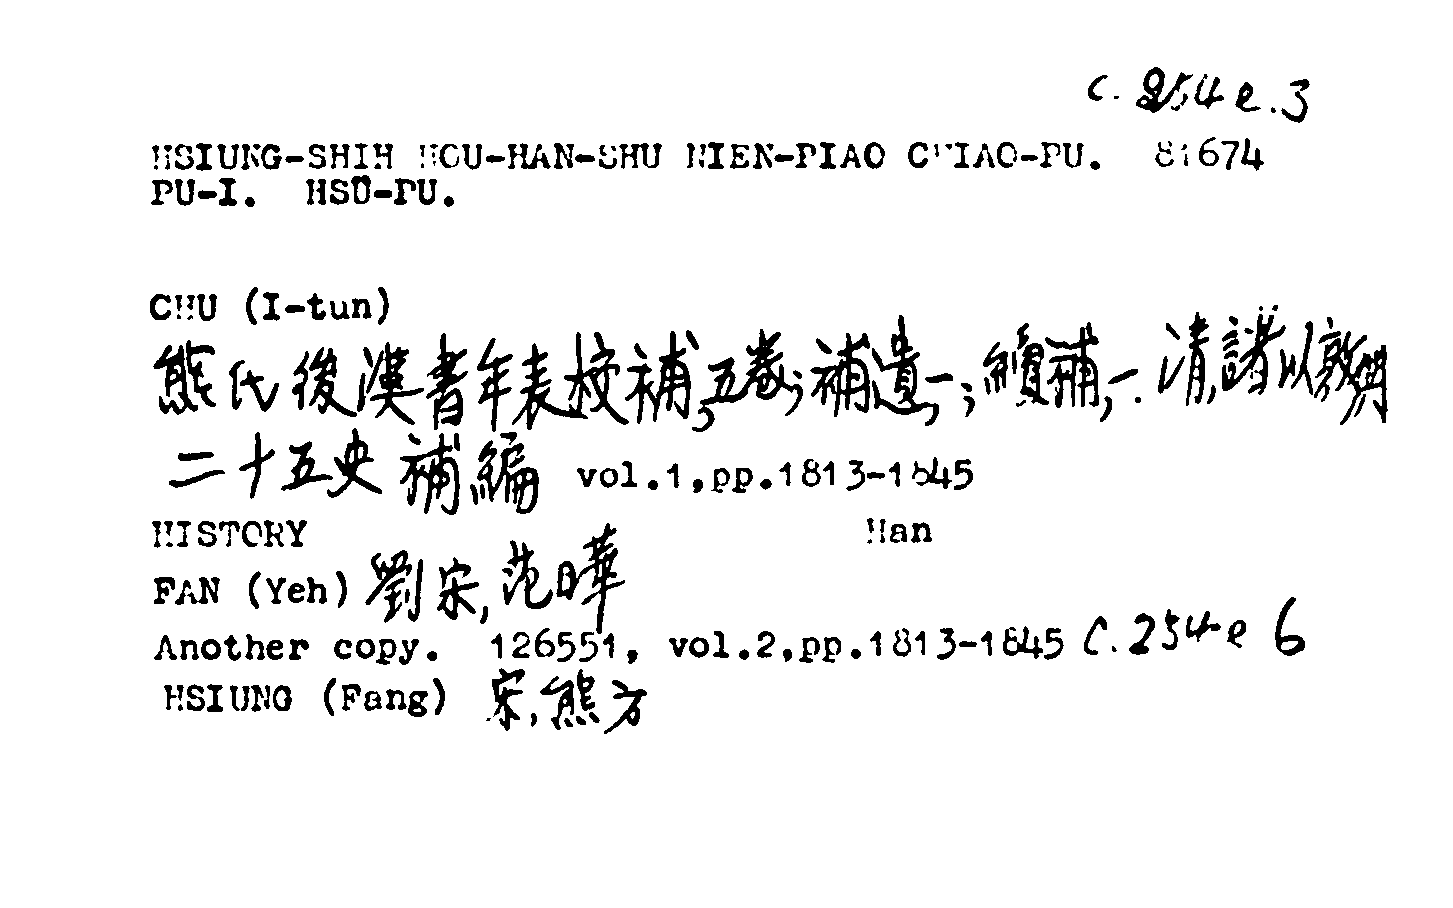 C. 254 e. 3
HSIUNG-SHIH HOU-HAN-SHU NIEN-PIAO CHIAO-PU. 81674
PU-I. HSÜ-PU.
CHU (I-tun)
熊氏後漢書年表校補,五卷;補遺,一;續補,一. 清,諸以敦輿
二十五史補編 vol.1,pp.1813-1845
HISTORY Han
FAN (Yeh) 劉宋,范曄
Another copy. 126551, vol.2,pp.1813-1845 C.254 e 6
HSIUNG (Fang) 宋,熊方